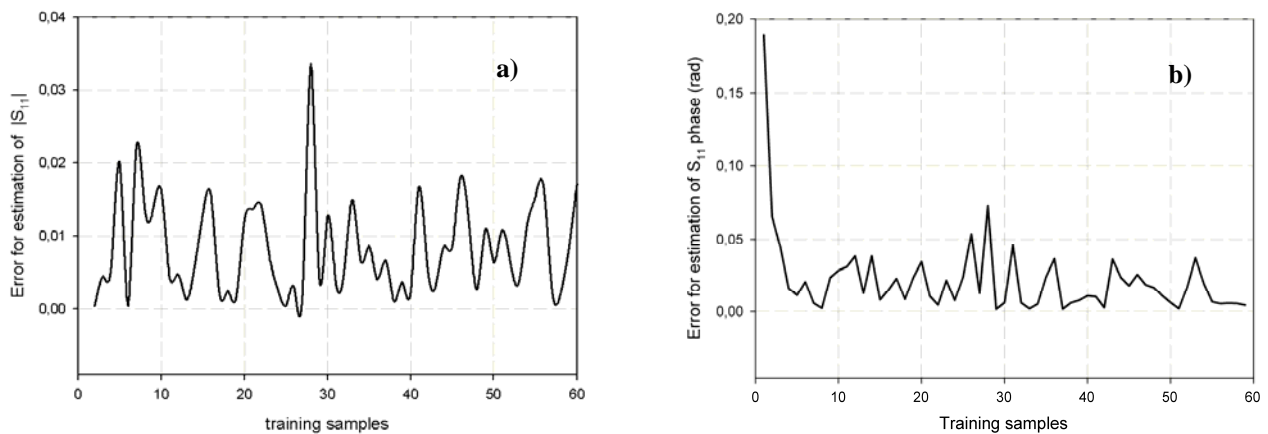 a)
Error for estimation of |S11|
0,04
0,03
0,02
0,01
0,00
0 10 20 30 40 50 60
training samples
b)
Error for estimation of S11 phase (rad)
0,20
0,15
0,10
0,05
0,00
0 10 20 30 40 50 60
Training samples